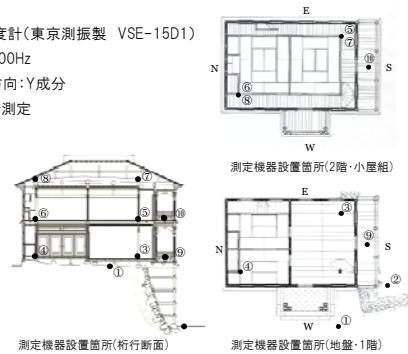 度計(東京測振製 VSE-15D1)
00Hz
方向:Y成分
測定
E
N
S
W
⑤
⑦
⑩
⑥
⑧
測定機器設置箇所(2階・小屋組)
⑧
⑦
⑥
⑤
⑩
④
③
⑨
①
測定機器設置箇所(桁行断面)
E
N
S
W
③
⑨
④
②
①
測定機器設置箇所(地盤・1階)